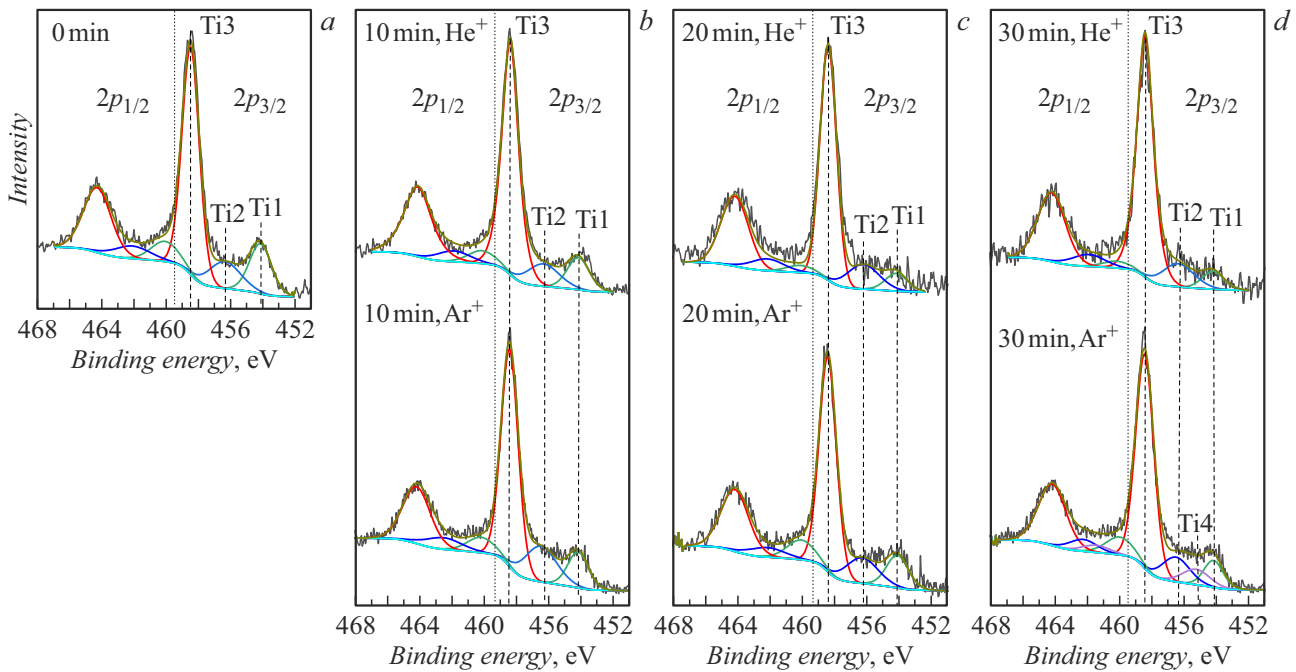 0 min
Ti3
a
2p1/2
2p3/2
Ti2
Ti1
Intensity
468 464 460 456 452
Binding energy, eV
10 min, He+
Ti3
b
2p1/2
2p3/2
Ti2
Ti1
10 min, Ar+
468 464 460 456 452
Binding energy, eV
20 min, He+
Ti3
c
2p1/2
2p3/2
Ti2
Ti1
20 min, Ar+
468 464 460 456 452
Binding energy, eV
30 min, He+
Ti3
d
2p1/2
2p3/2
Ti2
Ti1
30 min, Ar+
Ti4
468 464 460 456 452
Binding energy, eV